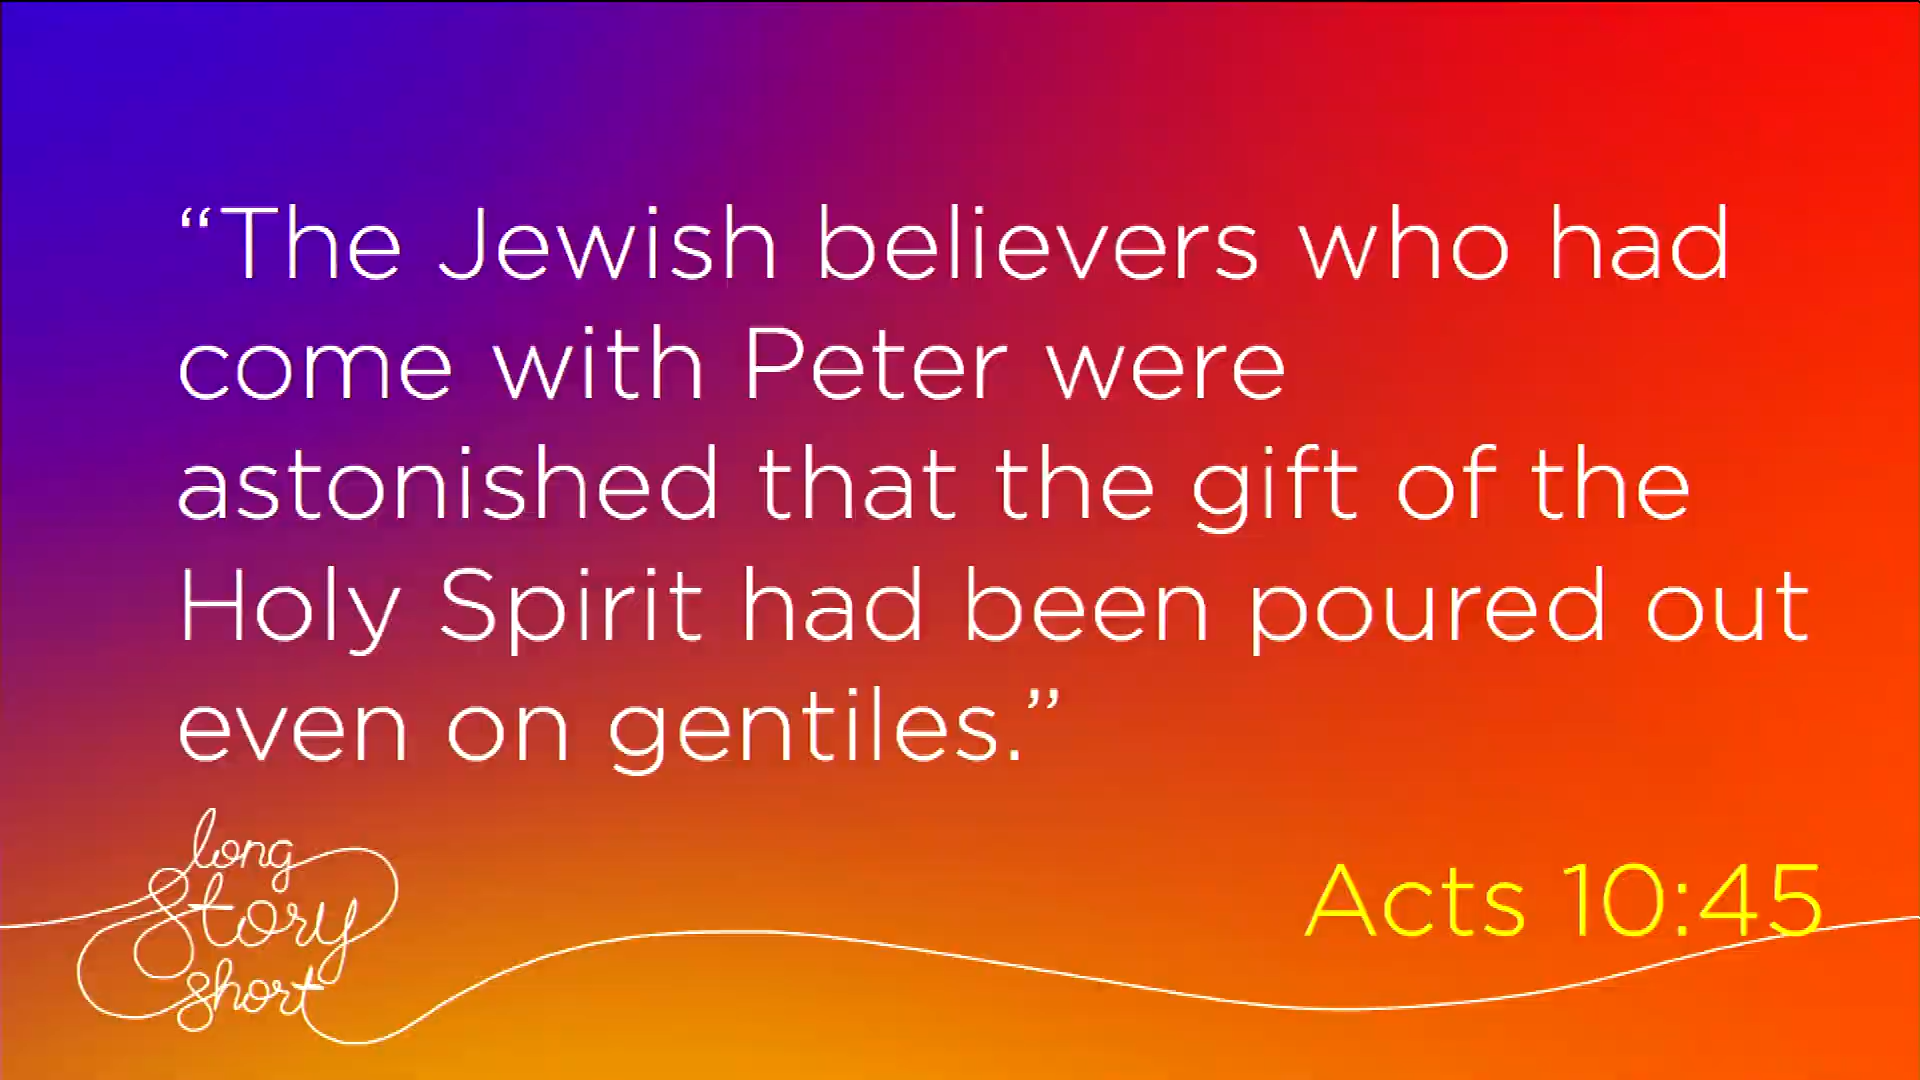 “The Jewish believers who had
come with Peter were
astonished that the gift of the
Holy Spirit had been poured out
even on gentiles.”
long
story
short
Acts 10:45